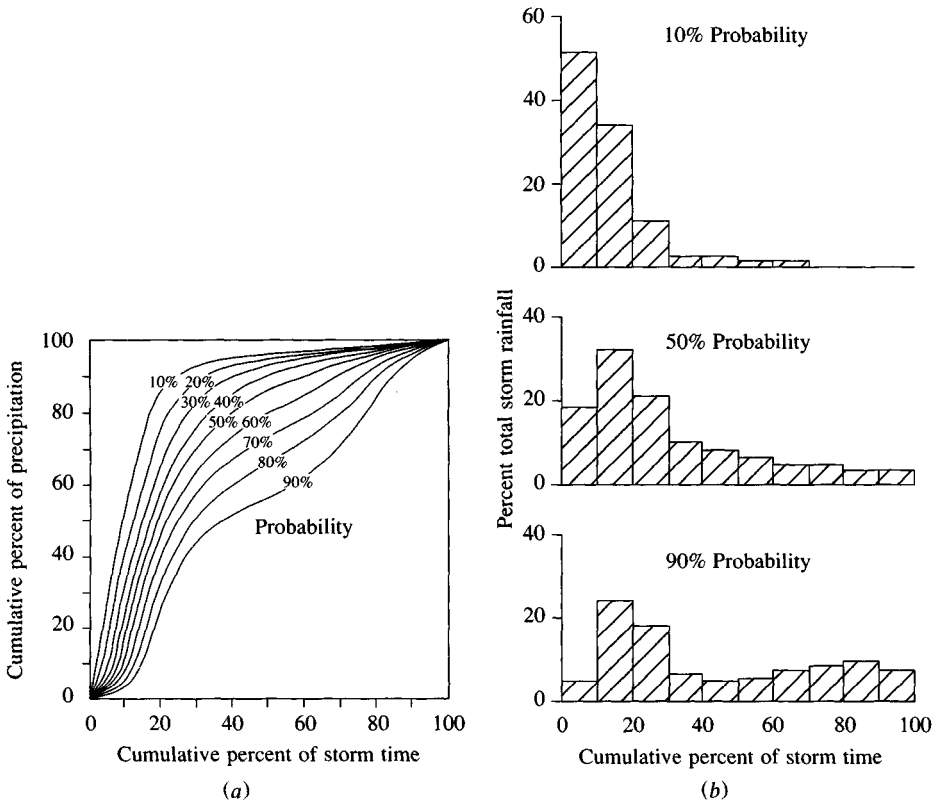 100
80
60
40
20
0
Cumulative percent of precipitation
10% 20%
30% 40%
50% 60%
70%
80%
90%
Probability
0 20 40 60 80 100
Cumulative percent of storm time
(a)
60
40
20
0
10% Probability
Percent total storm rainfall
40
20
0
50% Probability
40
20
0
90% Probability
0 20 40 60 80 100
Cumulative percent of storm time
(b)